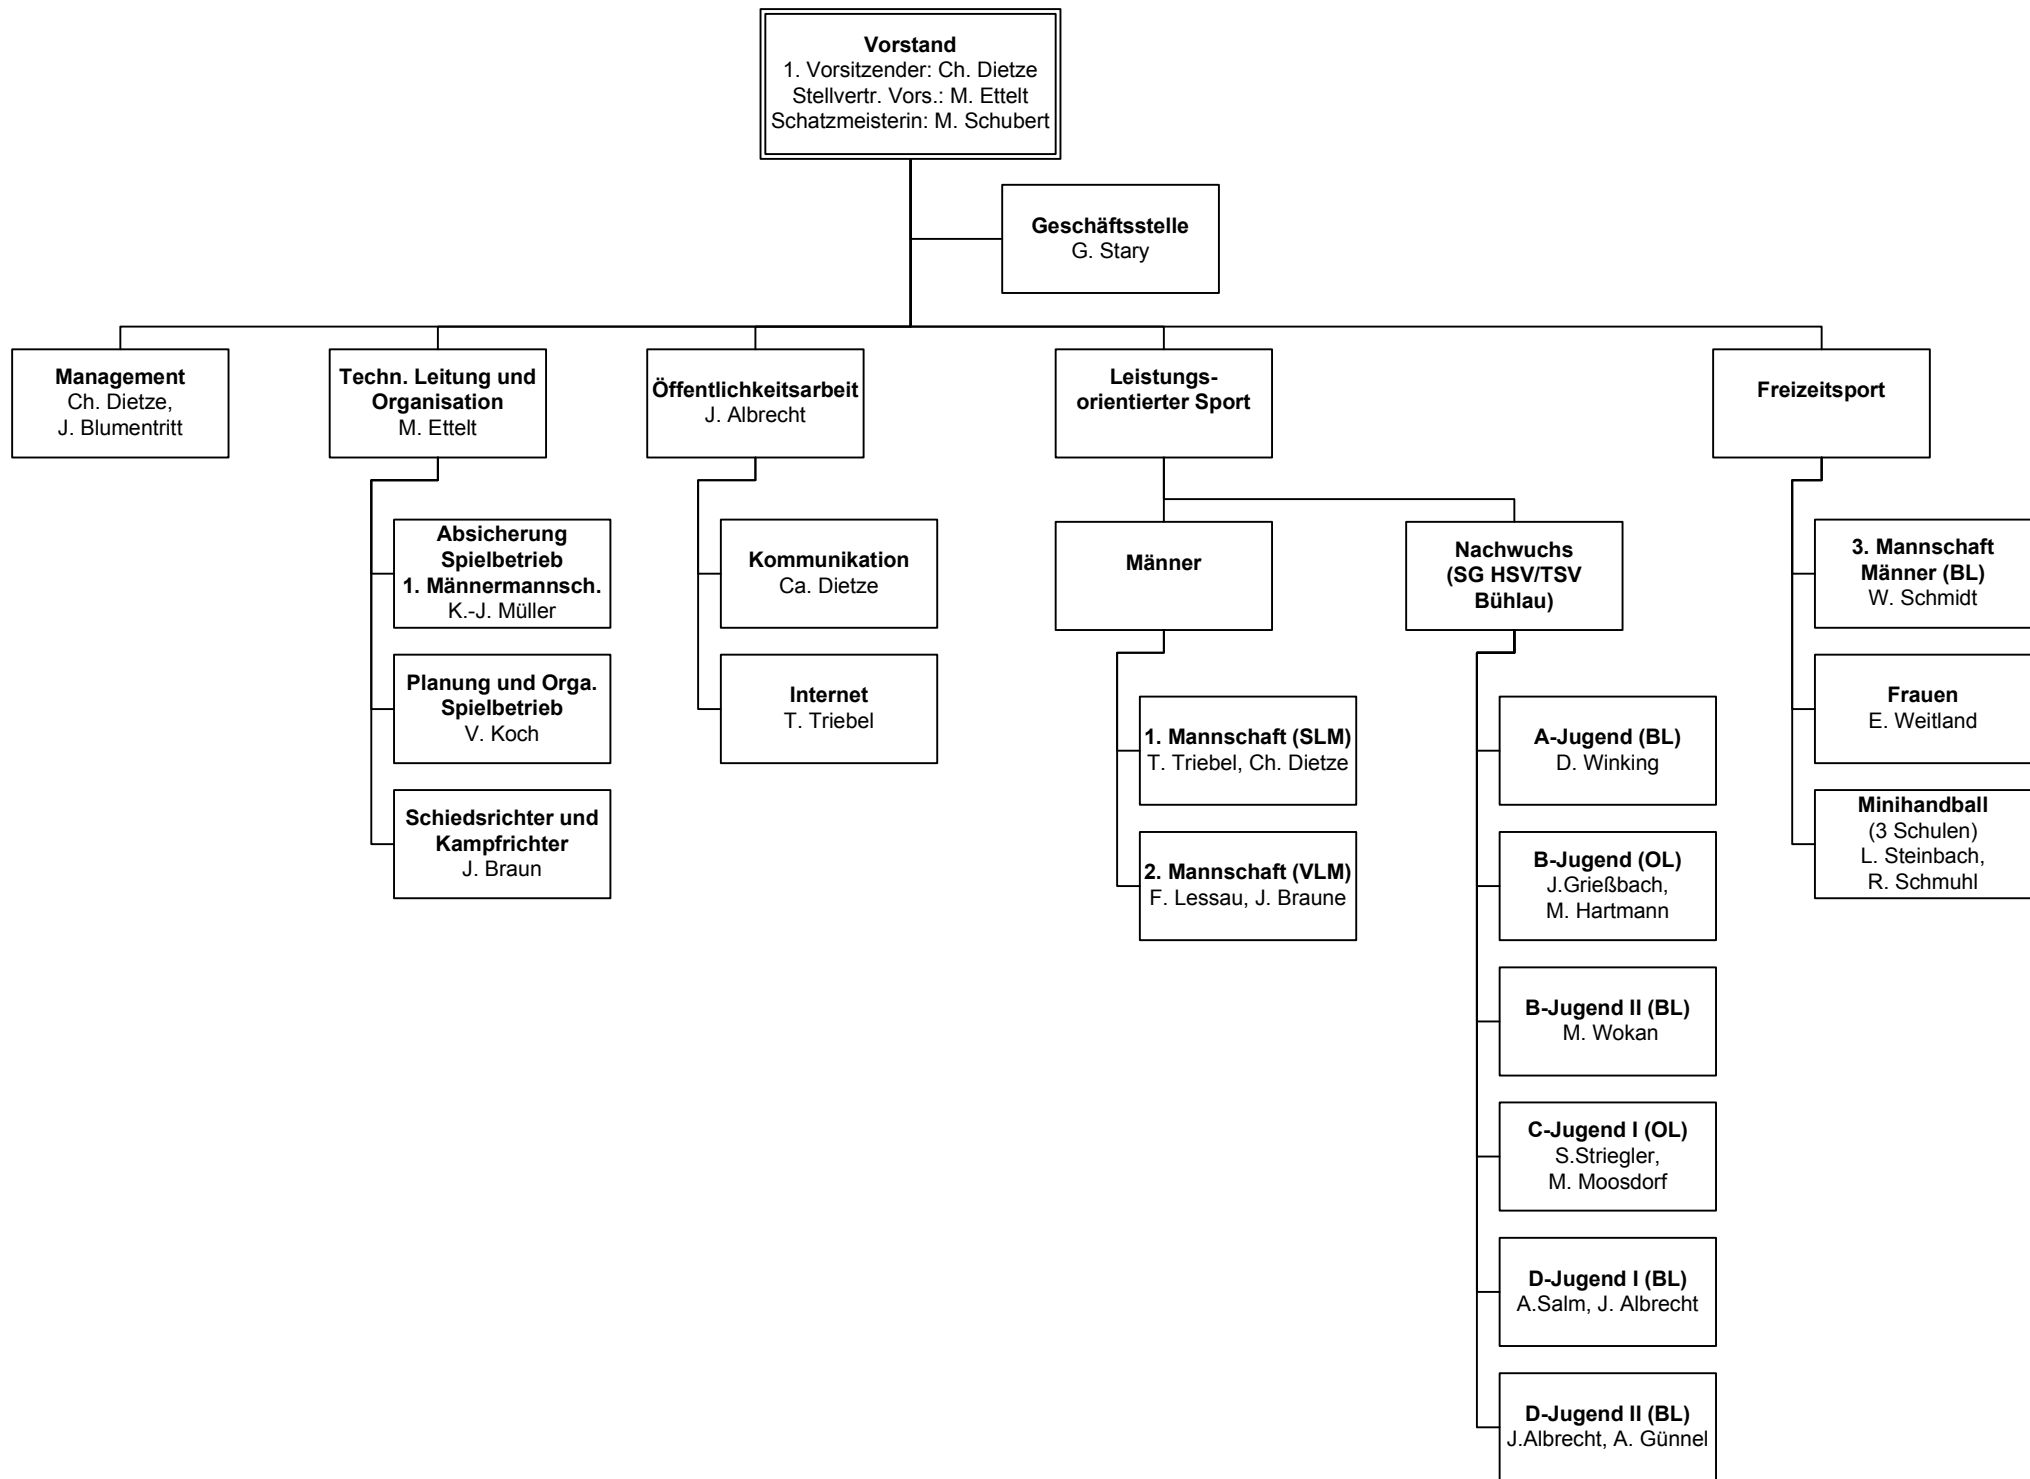 Vorstand
1. Vorsitzender: Ch. Dietze
Stellvertr. Vors.: M. Ettelt
Schatzmeisterin: M. Schubert
Geschäftsstelle
G. Stary
Management
Ch. Dietze,
J. Blumentritt
Techn. Leitung und
Organisation
M. Ettelt
Öffentlichkeitsarbeit
J. Albrecht
Leistungs-
orientierter Sport
Freizeitsport
Absicherung
Spielbetrieb
1. Männermannsch.
K.-J. Müller
Planung und Orga.
Spielbetrieb
V. Koch
Schiedsrichter und
Kampfrichter
J. Braun
Kommunikation
Ca. Dietze
Internet
T. Triebel
Männer
1. Mannschaft (SLM)
T. Triebel, Ch. Dietze
2. Mannschaft (VLM)
F. Lessau, J. Braune
Nachwuchs
(SG HSV/TSV
Bühlau)
A-Jugend (BL)
D. Winking
B-Jugend (OL)
J.Grießbach,
M. Hartmann
B-Jugend II (BL)
M. Wokan
C-Jugend I (OL)
S.Striegler,
M. Moosdorf
D-Jugend I (BL)
A.Salm, J. Albrecht
D-Jugend II (BL)
J.Albrecht, A. Günnel
3. Mannschaft
Männer (BL)
W. Schmidt
Frauen
E. Weitland
Minihandball
(3 Schulen)
L. Steinbach,
R. Schmuhl